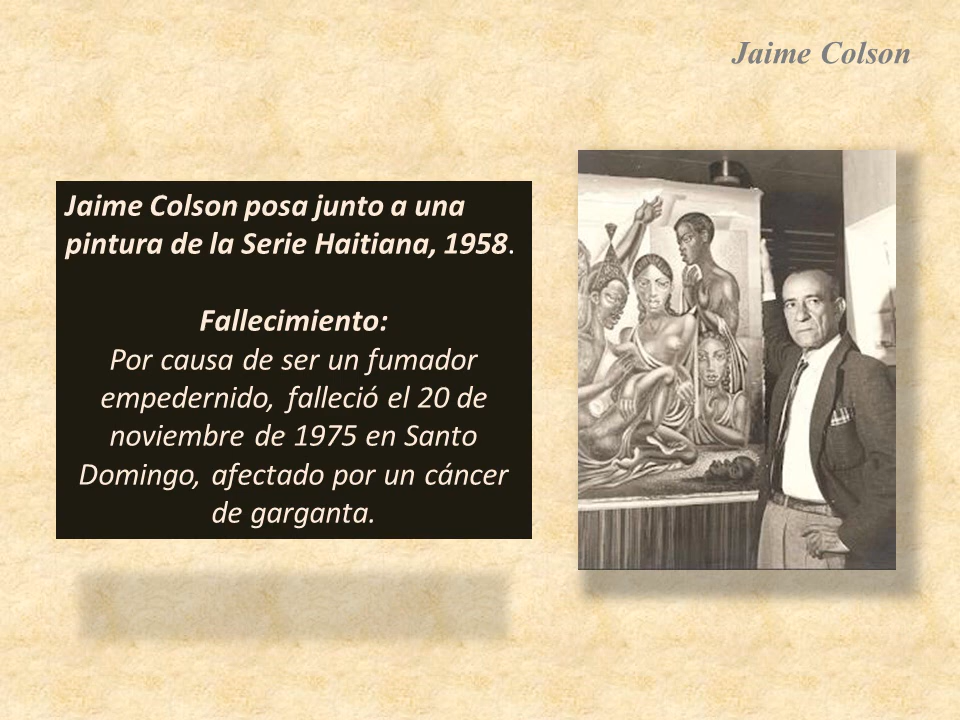 Jaime Colson
Jaime Colson posa junto a una
pintura de la Serie Haitiana, 1958.
Fallecimiento:
Por causa de ser un fumador
empedernido, falleció el 20 de
noviembre de 1975 en Santo
Domingo, afectado por un cáncer
de garganta.